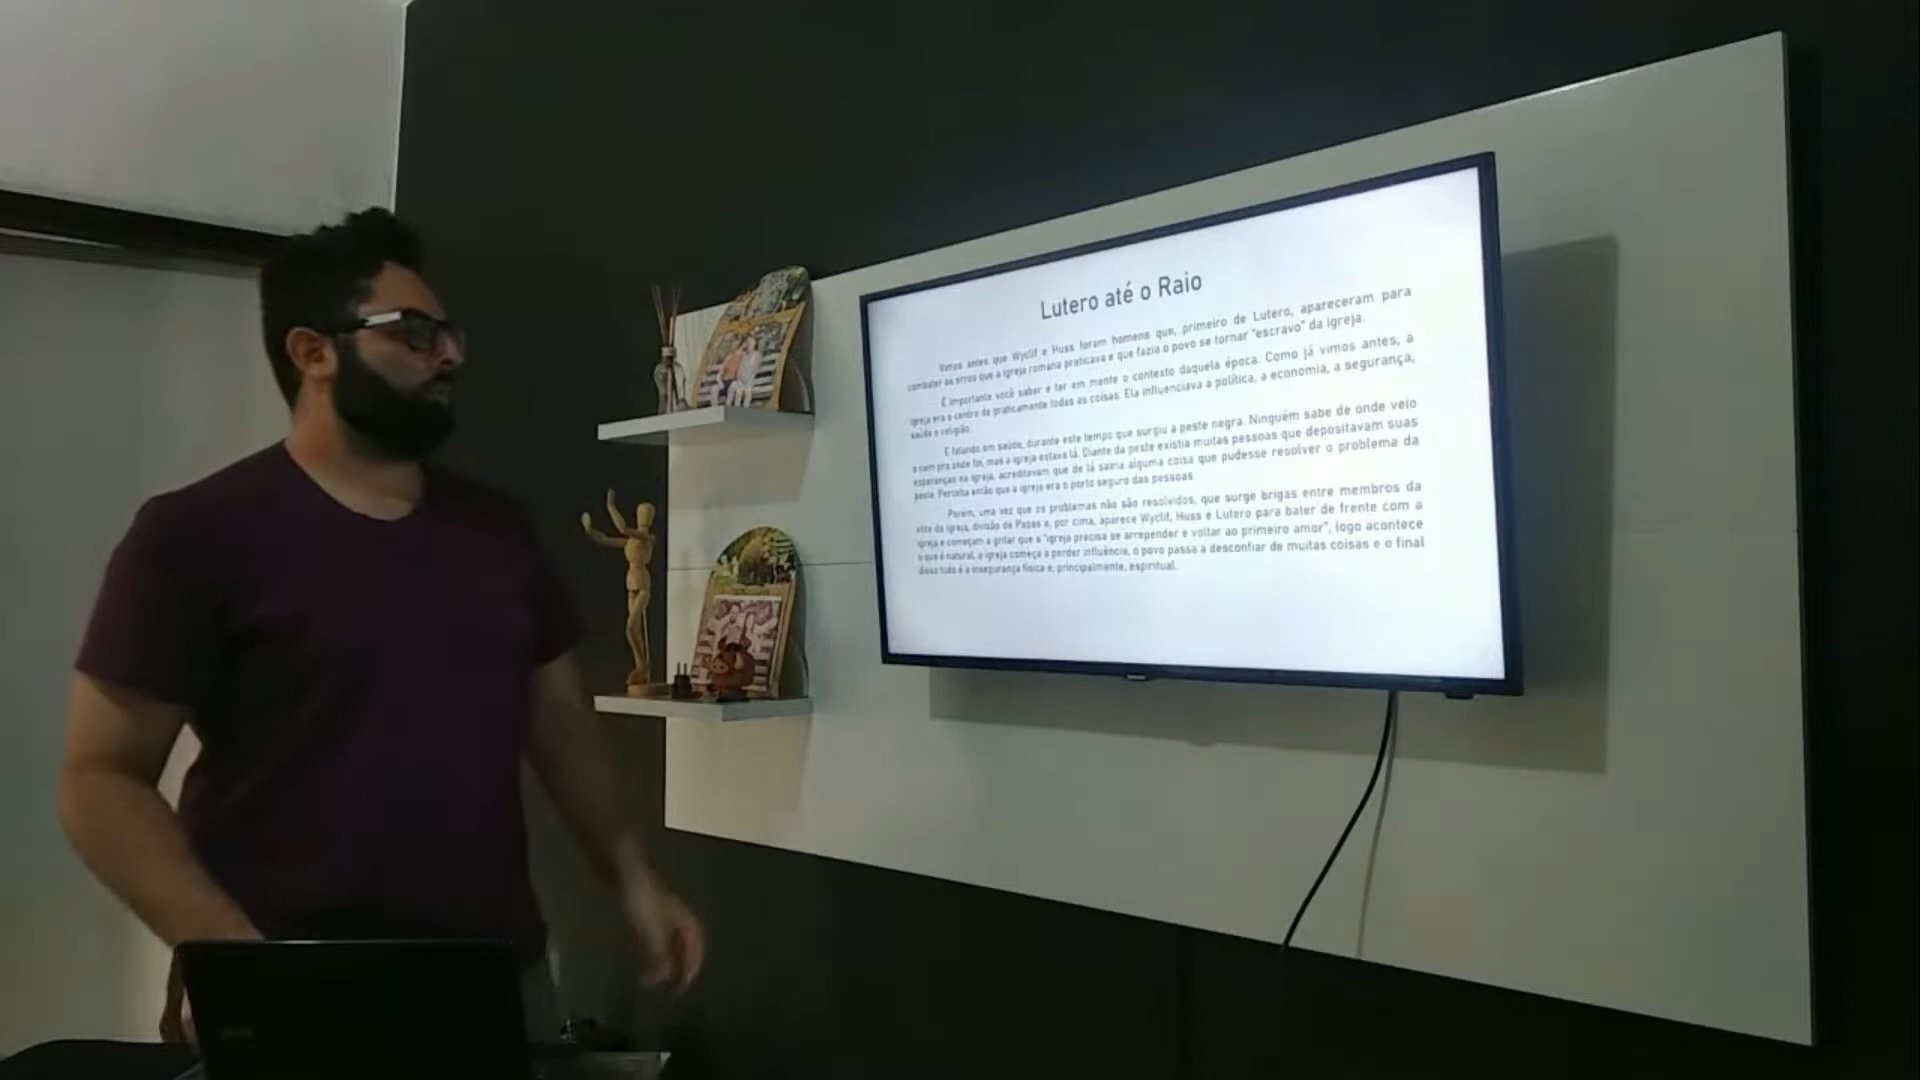 Lutero até o Raio
Vimos antes que Wyclif e Huss foram homens que, primeiro de Lutero, apareceram para
combater os erros que a igreja romana praticava e que fazia o povo se tornar "escravo" da igreja.
É importante você saber e ter em mente o contexto daquela época. Como já vimos antes, a
igreja era o centro de praticamente todas as coisas. Ela influenciava a política, a economia, a segurança,
saúde e religião.
E falando em saúde, durante este tempo que surgiu a peste negra. Ninguém sabe de onde veio
e nem pra onde foi, mas a igreja estava lá. Diante da peste existia muitas pessoas que depositavam suas
esperanças na igreja, acreditavam que de lá sairia alguma coisa que pudesse resolver o problema da
peste. Perceba então que a igreja era o porto seguro das pessoas.
Porem, uma vez que os problemas não são resolvidos, que surge brigas entre membros da
elite da igreja, divisão de Papas e, por cima, aparece Wyclif, Huss e Lutero para bater de frente com a
igreja e começam a gritar que a "igreja precisa se arrepender e voltar ao primeiro amor", logo acontece
o que é natural, a igreja começa a perder influência, o povo passa a desconfiar de muitas coisas e o final
disso tudo é a insegurança física e, principalmente, espiritual.